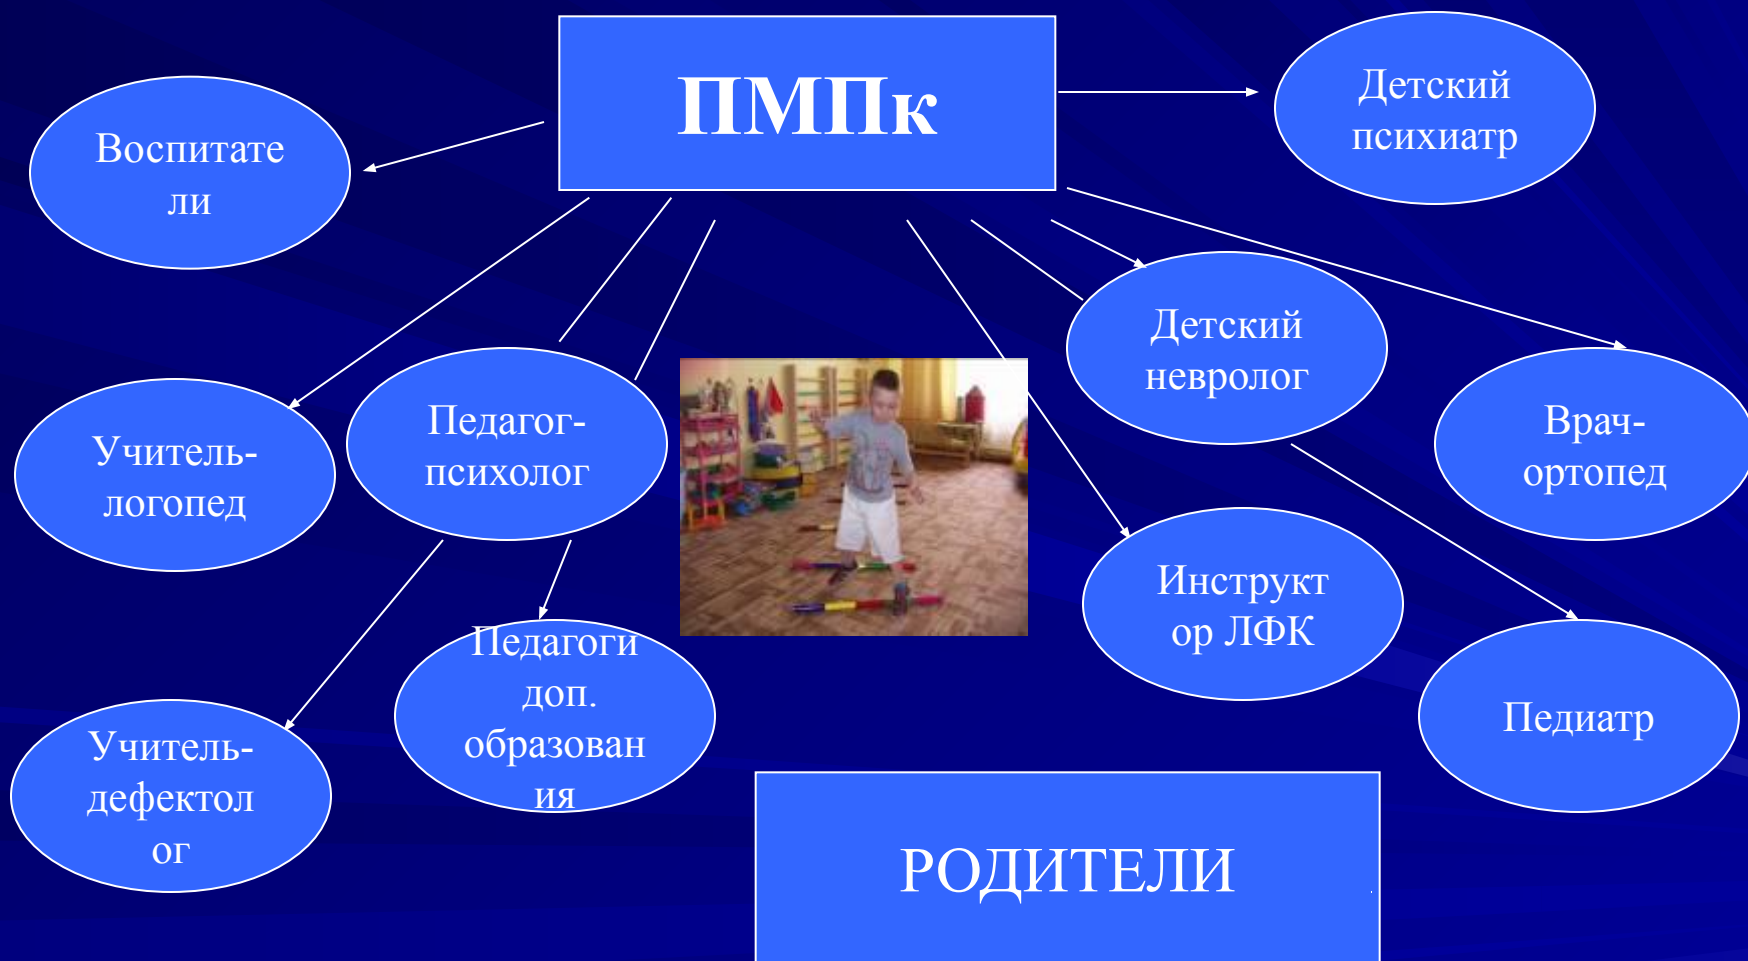 ПМПк
Детский
психиатр
Воспитате
ли
Детский
невролог
Педагог-
психолог
Врач-
ортопед
Учитель-
логопед
Инструкт
ор ЛФК
Педагоги
доп.
образован
ия
Педиатр
Учитель-
дефектол
ог
РОДИТЕЛИ
.